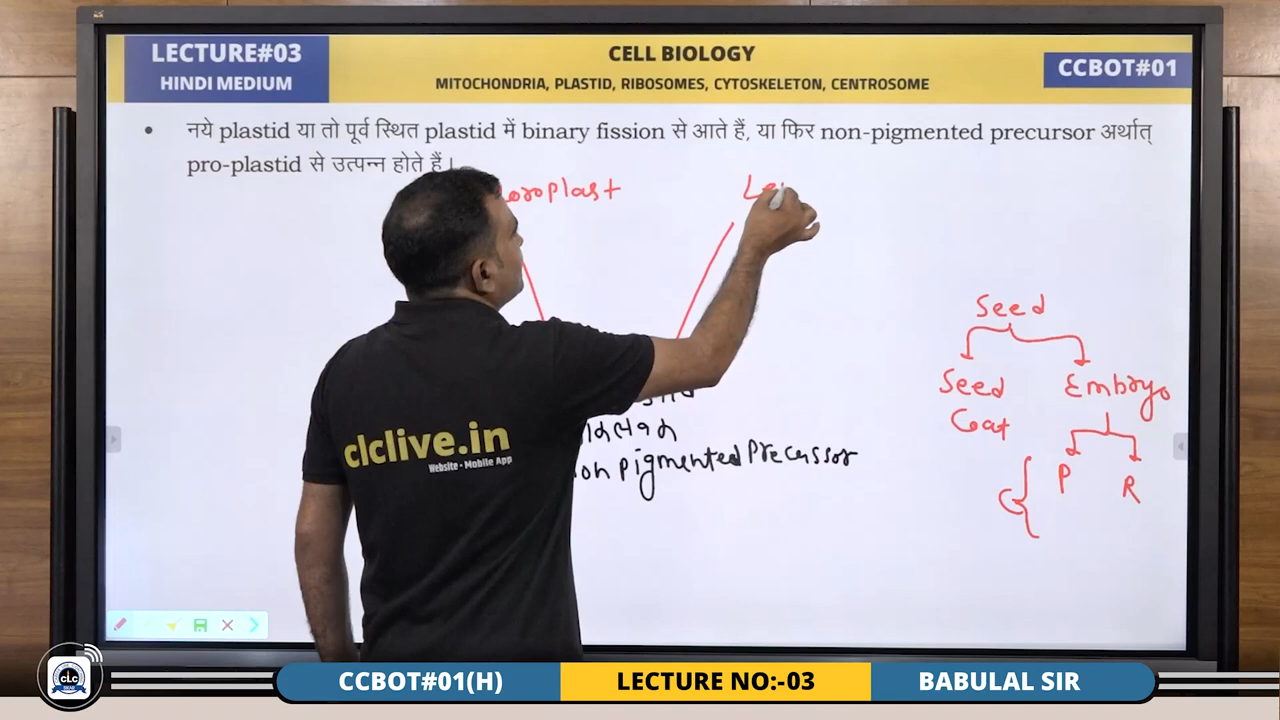 LECTURE#03
HINDI MEDIUM
CELL BIOLOGY
MITOCHONDRIA, PLASTID, RIBOSOMES, CYTOSKELETON, CENTROSOME
CCBOT#01
• नये plastid या तो पूर्व स्थित plastid में binary fission से आते हैं, या फिर non-pigmented precursor अर्थात्
pro-plastid से उत्पन्न होते हैं।
Seed
Seed Coat
Embryo
P
R
C
on pigmented Precursor
clclive.in
Website - Mobile App
CLC
CCBOT#01(H)
LECTURE NO:-03
BABULAL SIR